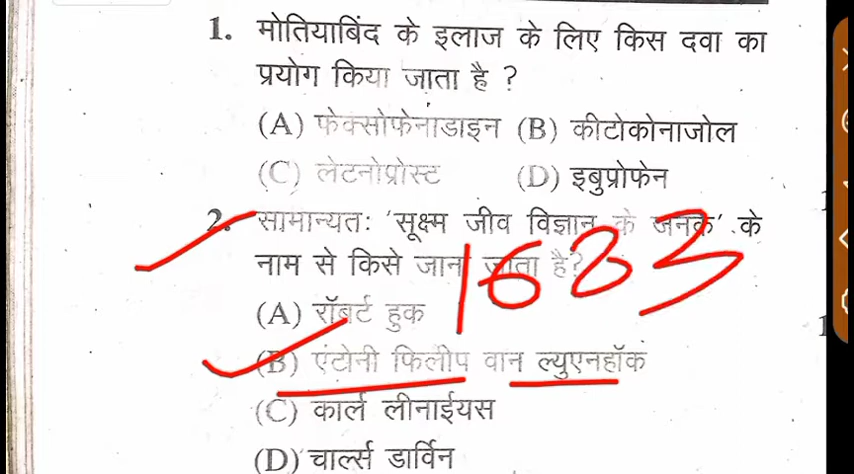 1. मोतियाबिंद के इलाज के लिए किस दवा का
प्रयोग किया जाता है ?
(A) फेक्सोफेनाडाइन (B) कीटोकोनाजोल
(C) लेटनोप्रोस्ट (D) इबुप्रोफेन
2. सामान्यतः 'सूक्ष्म जीव विज्ञान के जनक' के
नाम से किसे जाना जाता है?
1683
(A) रॉबर्ट हुक
(B) एंटोनी फिलीप वान ल्युएनहॉक
(C) कार्ल लीनाईयस
(D) चार्ल्स डार्विन